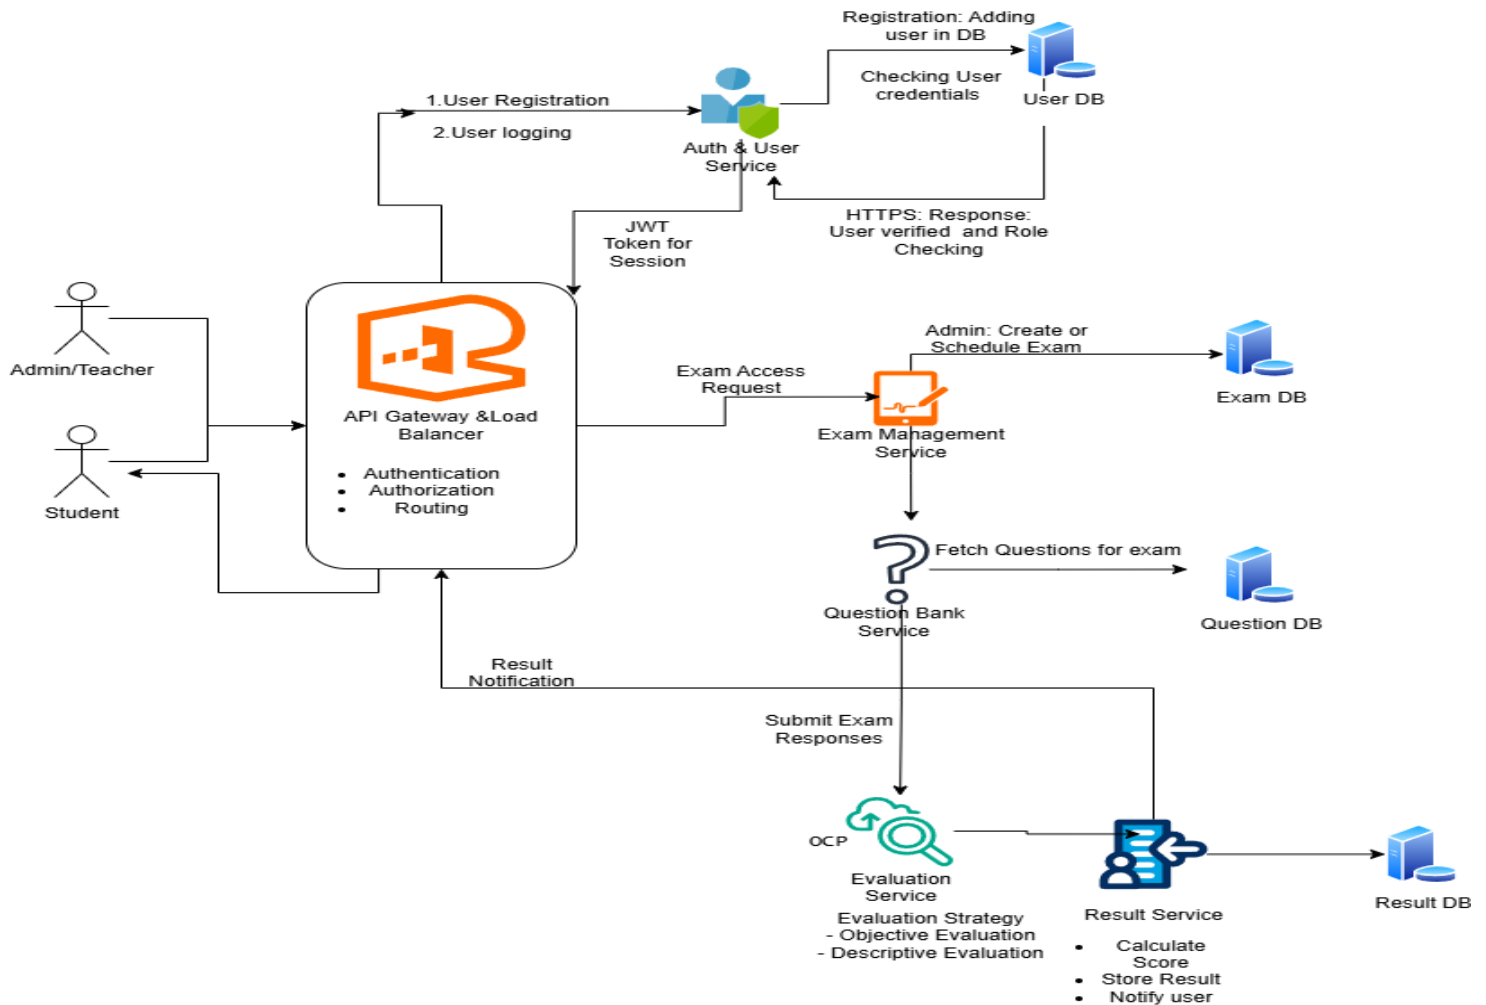 Registration: Adding
user in DB
Checking User
credentials
User DB
1.User Registration
2.User logging
Auth & User
Service
HTTPS: Response:
User verified and Role
Checking
JWT
Token for
Session
Admin/Teacher
Student
API Gateway &Load
Balancer
• Authentication
• Authorization
• Routing
Exam Access
Request
Admin: Create or
Schedule Exam
Exam DB
Exam Management
Service
Fetch Questions for exam
Question Bank
Service
Question DB
Result
Notification
Submit Exam
Responses
OCP
Evaluation
Service
Evaluation Strategy
- Objective Evaluation
- Descriptive Evaluation
Result Service
• Calculate
Score
• Store Result
• Notify user
Result DB